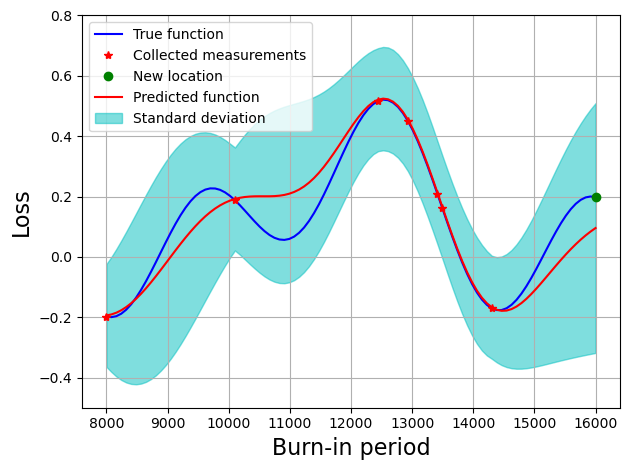 0.8
0.6
0.4
0.2
0.0
−0.2
−0.4
Loss
True function
Collected measurements
New location
Predicted function
Standard deviation
8000 9000 10000 11000 12000 13000 14000 15000 16000
Burn-in period